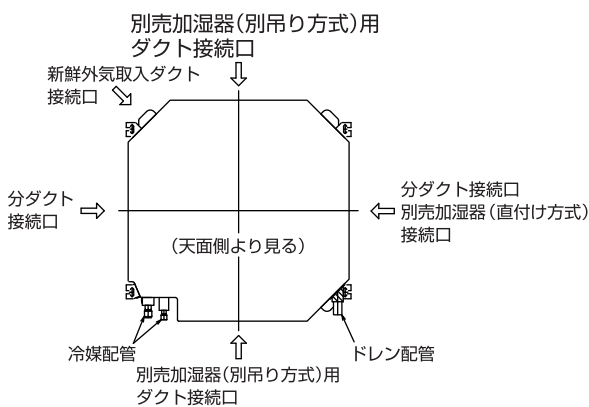 別売加湿器(別吊り方式)用
ダクト接続口
新鮮外気取入ダクト
接続口
分ダクト
接続口
分ダクト接続口
別売加湿器(直付け方式)
接続口
(天面側より見る)
冷媒配管
ドレン配管
別売加湿器(別吊り方式)用
ダクト接続口